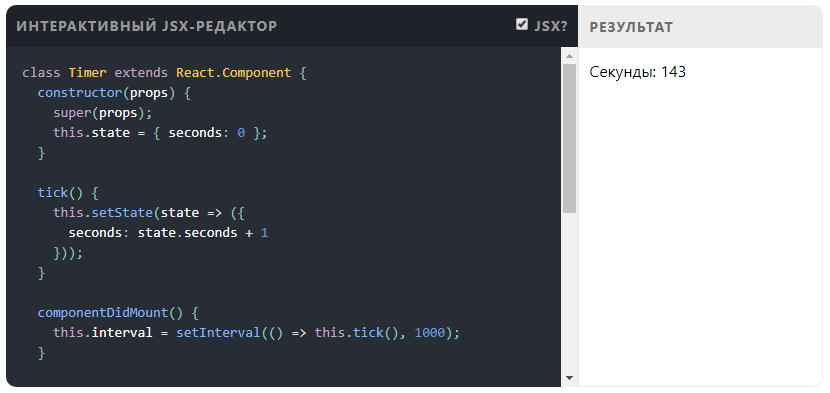 ИНТЕРАКТИВНЫЙ JSX-РЕДАКТОР
JSX?
РЕЗУЛЬТАТ
class Timer extends React.Component {
  constructor(props) {
    super(props);
    this.state = { seconds: 0 };
  }

  tick() {
    this.setState(state => ({
      seconds: state.seconds + 1
    }));
  }

  componentDidMount() {
    this.interval = setInterval(() => this.tick(), 1000);
  }
Секунды: 143